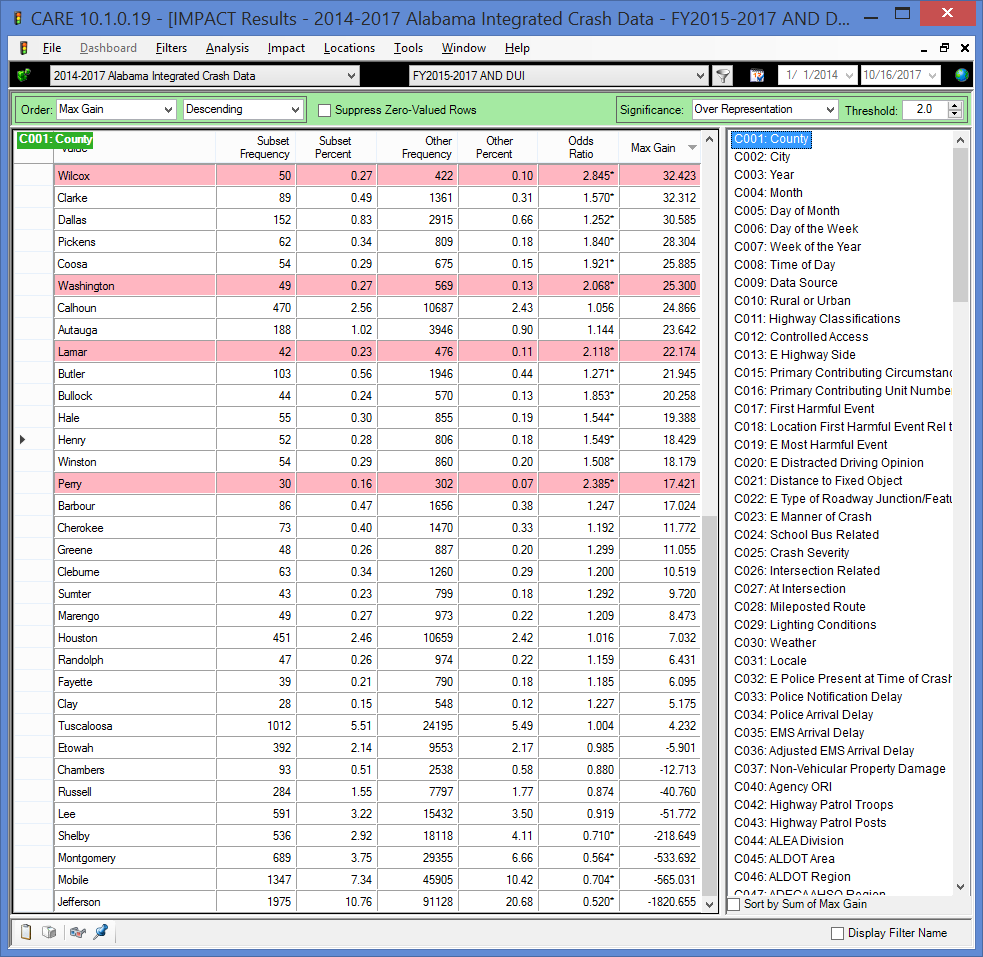 CARE 10.1.0.19 - [IMPACT Results - 2014-2017 Alabama Integrated Crash Data - FY2015-2017 AND D...
File Dashboard Filters Analysis Impact Locations Tools Window Help
2014-2017 Alabama Integrated Crash Data FY2015-2017 AND DUI 1/ 1/2014 10/16/2017
Order: Max Gain Descending Suppress Zero-Valued Rows Significance: Over Representation Threshold: 2.0
C001: County
Value Subset Frequency Subset Percent Other Frequency Other Percent Odds Ratio Max Gain
Wilcox 50 0.27 422 0.10 2.845* 32.423
Clarke 89 0.49 1361 0.31 1.570* 32.312
Dallas 152 0.83 2915 0.66 1.252* 30.585
Pickens 62 0.34 809 0.18 1.840* 28.304
Coosa 54 0.29 675 0.15 1.921* 25.885
Washington 49 0.27 569 0.13 2.068* 25.300
Calhoun 470 2.56 10687 2.43 1.056 24.866
Autauga 188 1.02 3946 0.90 1.144 23.642
Lamar 42 0.23 476 0.11 2.118* 22.174
Butler 103 0.56 1946 0.44 1.271* 21.945
Bullock 44 0.24 570 0.13 1.853* 20.258
Hale 55 0.30 855 0.19 1.544* 19.388
Henry 52 0.28 806 0.18 1.549* 18.429
Winston 54 0.29 860 0.20 1.508* 18.179
Perry 30 0.16 302 0.07 2.385* 17.421
Barbour 86 0.47 1656 0.38 1.247 17.024
Cherokee 73 0.40 1470 0.33 1.192 11.772
Greene 48 0.26 887 0.20 1.299 11.055
Cleburne 63 0.34 1260 0.29 1.200 10.519
Sumter 43 0.23 799 0.18 1.292 9.720
Marengo 49 0.27 973 0.22 1.209 8.473
Houston 451 2.46 10659 2.42 1.016 7.032
Randolph 47 0.26 974 0.22 1.159 6.431
Fayette 39 0.21 790 0.18 1.185 6.095
Clay 28 0.15 548 0.12 1.227 5.175
Tuscaloosa 1012 5.51 24195 5.49 1.004 4.232
Etowah 392 2.14 9553 2.17 0.985 -5.901
Chambers 93 0.51 2538 0.58 0.880 -12.713
Russell 284 1.55 7797 1.77 0.874 -40.760
Lee 591 3.22 15432 3.50 0.919 -51.772
Shelby 536 2.92 18118 4.11 0.710* -218.649
Montgomery 689 3.75 29355 6.66 0.564* -533.692
Mobile 1347 7.34 45905 10.42 0.704* -565.031
Jefferson 1975 10.76 91128 20.68 0.520* -1820.655
C001: County
C002: City
C003: Year
C004: Month
C005: Day of Month
C006: Day of the Week
C007: Week of the Year
C008: Time of Day
C009: Data Source
C010: Rural or Urban
C011: Highway Classifications
C012: Controlled Access
C013: E Highway Side
C015: Primary Contributing Circumstanc
C016: Primary Contributing Unit Numbe
C017: First Harmful Event
C018: Location First Harmful Event Rel t
C019: E Most Harmful Event
C020: E Distracted Driving Opinion
C021: Distance to Fixed Object
C022: E Type of Roadway Junction/Featu
C023: E Manner of Crash
C024: School Bus Related
C025: Crash Severity
C026: Intersection Related
C027: At Intersection
C028: Mileposted Route
C029: Lighting Conditions
C030: Weather
C031: Locale
C032: E Police Present at Time of Crash
C033: Police Notification Delay
C034: Police Arrival Delay
C035: EMS Arrival Delay
C036: Adjusted EMS Arrival Delay
C037: Non-Vehicular Property Damage
C040: Agency ORI
C042: Highway Patrol Troops
C043: Highway Patrol Posts
C044: ALEA Division
C045: ALDOT Area
C046: ALDOT Region
C047: ADECA AHSO Region
Sort by Sum of Max Gain
Display Filter Name